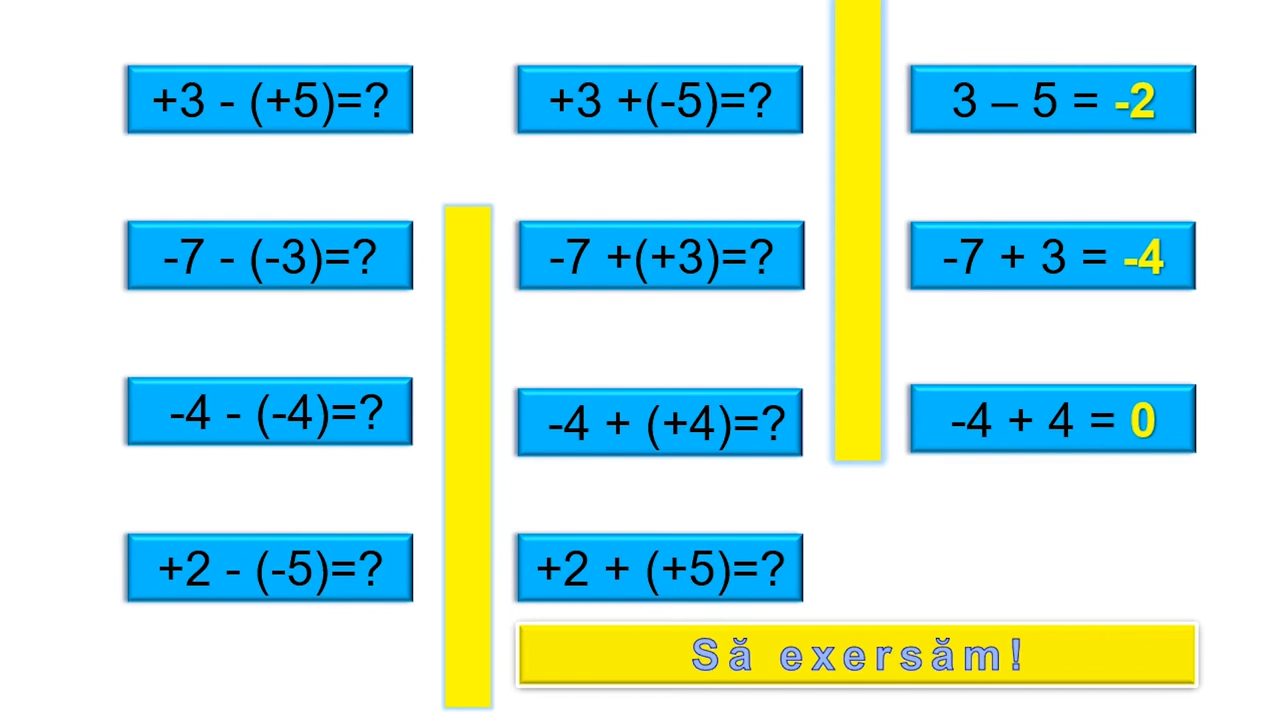 +3 - (+5)=?
+3 +(-5)=?
3 – 5 = -2
-7 - (-3)=?
-7 +(+3)=?
-7 + 3 = -4
-4 - (-4)=?
-4 + (+4)=?
-4 + 4 = 0
+2 - (-5)=?
+2 + (+5)=?
Să exersăm!